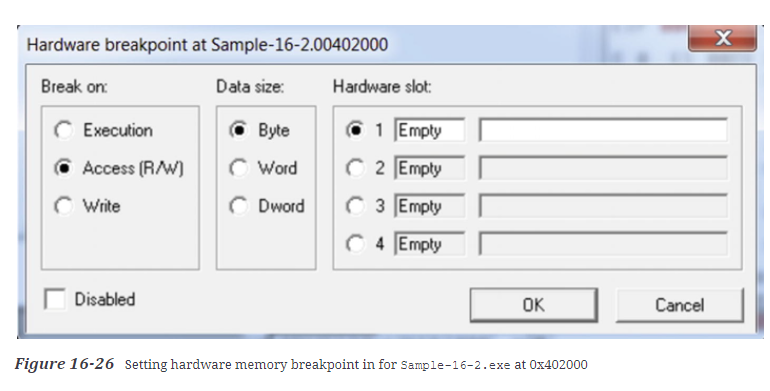 Hardware breakpoint at Sample-16-2.00402000
Break on: Data size: Hardware slot:
Execution Byte 1 Empty
Access (R/W) Word 2 Empty
Write Dword 3 Empty
4 Empty
Disabled OK Cancel
Figure 16-26 Setting hardware memory breakpoint in for Sample-16-2.exe at 0x402000